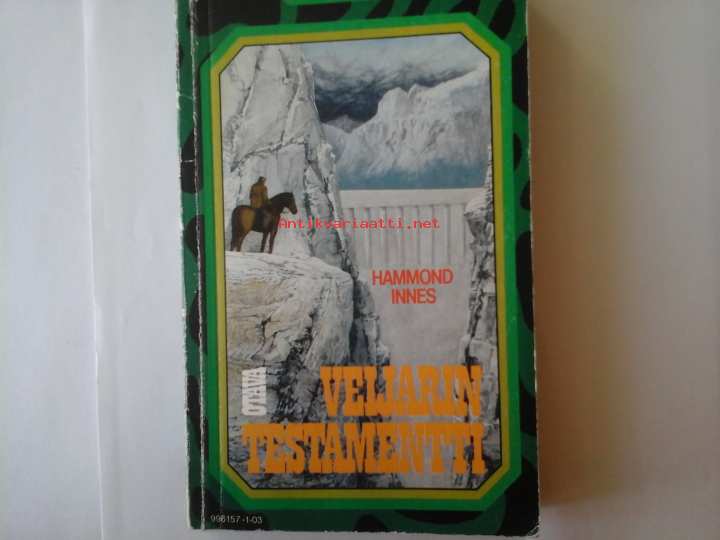 Antikvariaatti.net
HAMMOND
INNES
OTAVA
VELJARIN
TESTAMENTTI
996157-1-03